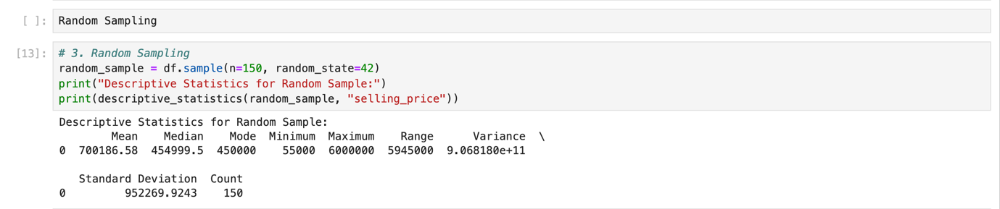 [ ]: Random Sampling
[13]: # 3. Random Sampling
random_sample = df.sample(n=150, random_state=42)
print("Descriptive Statistics for Random Sample:")
print(descriptive_statistics(random_sample, "selling_price"))
Descriptive Statistics for Random Sample:
        Mean    Median    Mode  Minimum  Maximum    Range      Variance  \
0  700186.58  454999.5  450000    55000  6000000  5945000  9.068180e+11
   Standard Deviation  Count
0         952269.9243    150